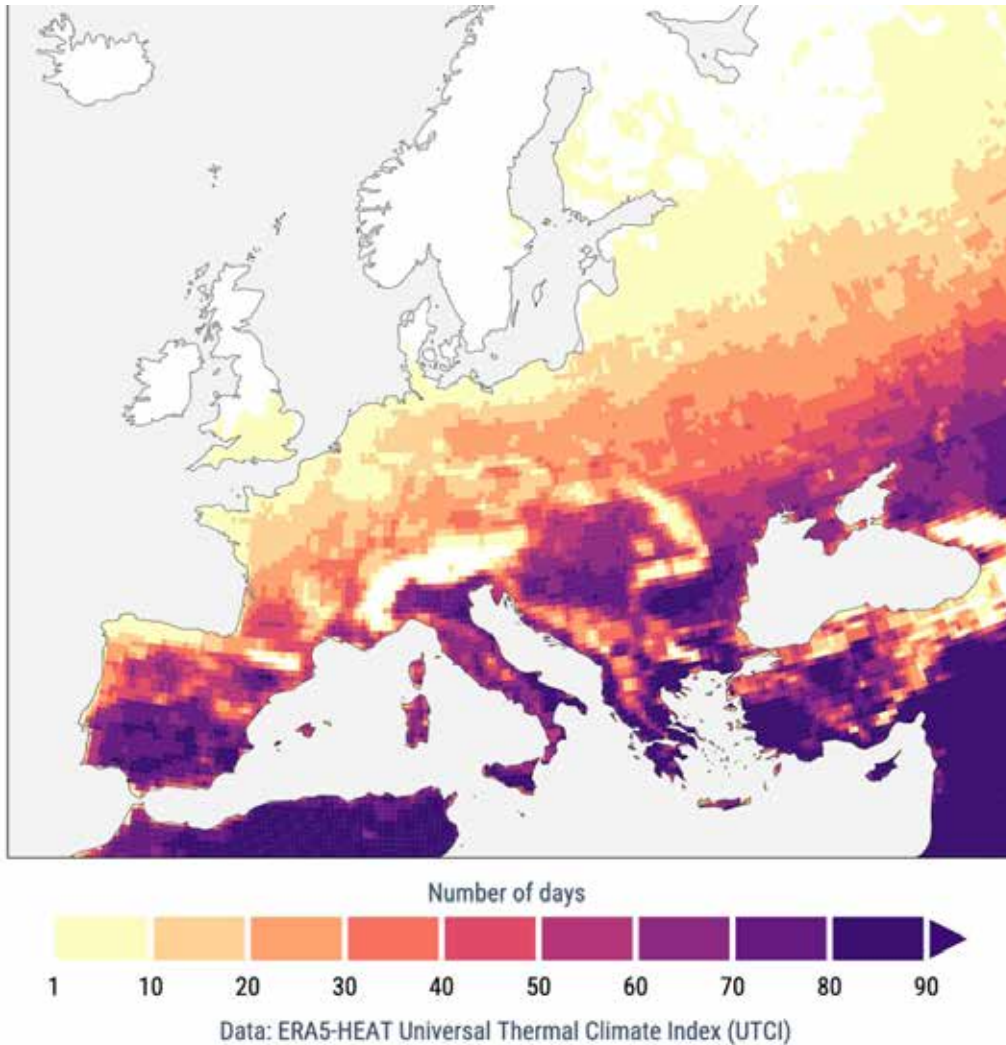 Number of days
1 10 20 30 40 50 60 70 80 90
Data: ERA5-HEAT Universal Thermal Climate Index (UTCI)